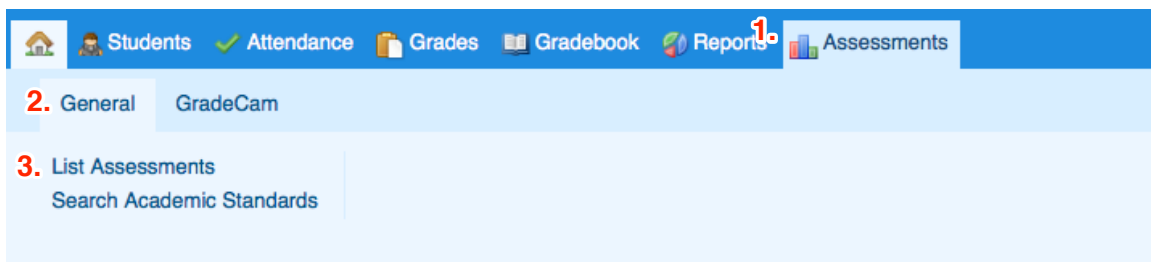 Students Attendance Grades Gradebook Reports 1. Assessments
2. General GradeCam
3. List Assessments
Search Academic Standards